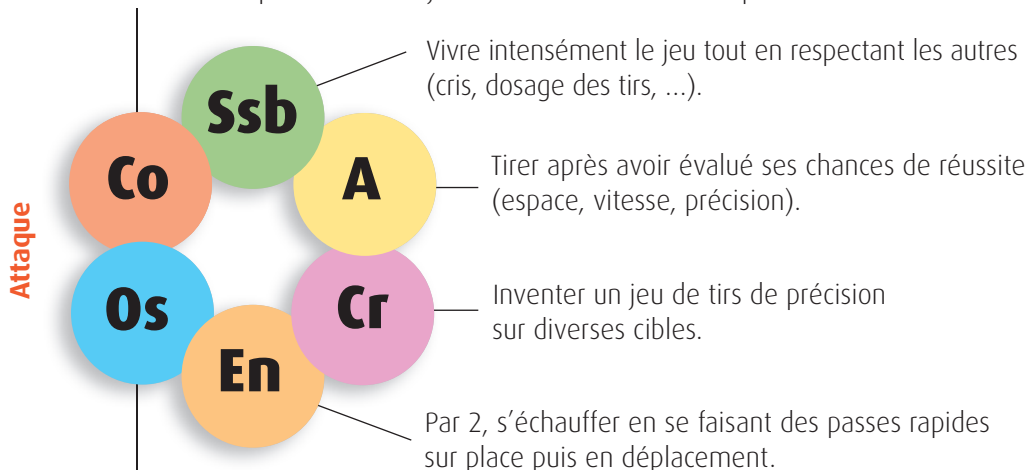 Vivre intensément le jeu tout en respectant les autres
(cris, dosage des tirs, ...).
Ssb
Co
A
Tirer après avoir évalué ses chances de réussite
(espace, vitesse, précision).
Attaque
Os
Cr
Inventer un jeu de tirs de précision
sur diverses cibles.
En
Par 2, s'échauffer en se faisant des passes rapides
sur place puis en déplacement.